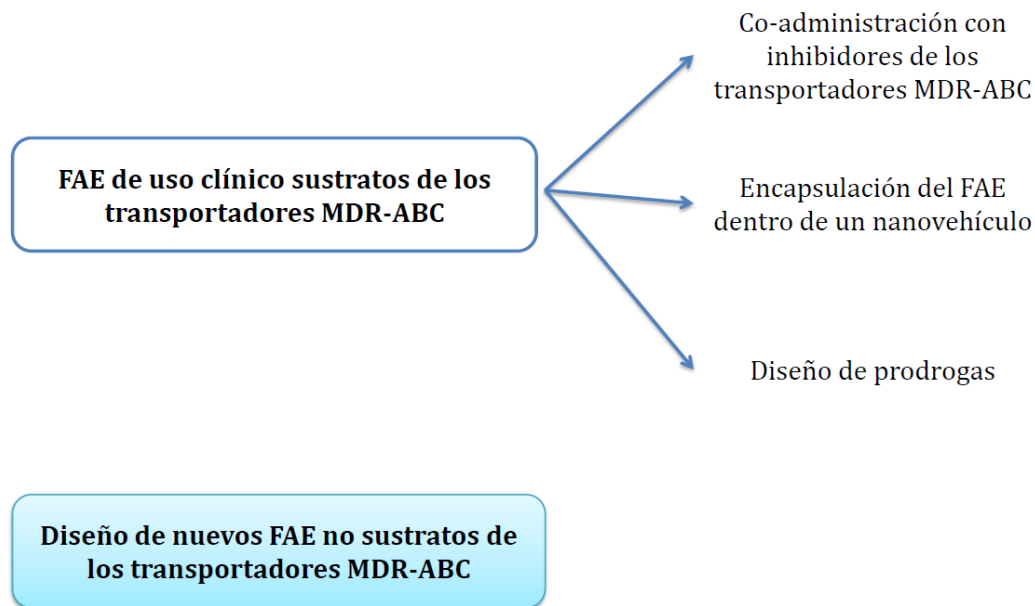 Co-administración con
inhibidores de los
transportadores MDR-ABC
FAE de uso clínico sustratos de los
transportadores MDR-ABC
Encapsulación del FAE
dentro de un nanovehículo
Diseño de prodrogas
Diseño de nuevos FAE no sustratos de
los transportadores MDR-ABC